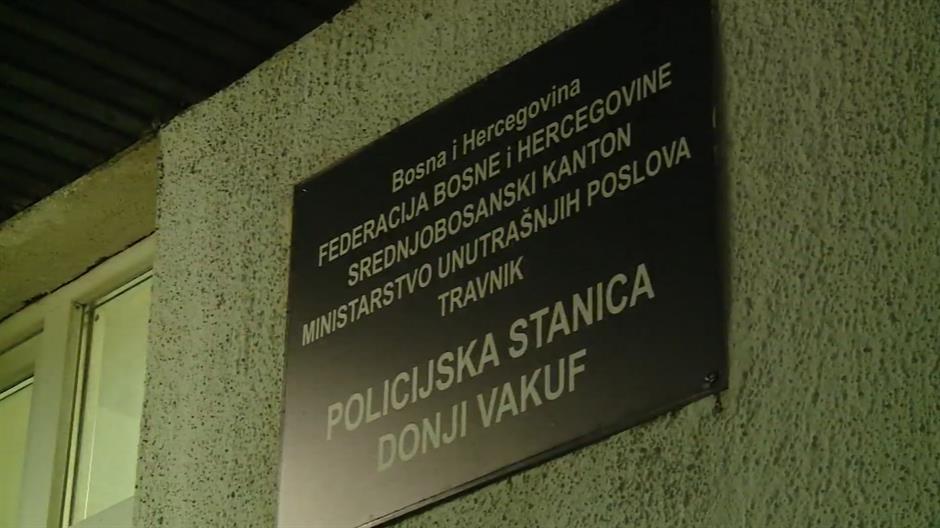 Bosna i Hercegovina
FEDERACIJA BOSNE i HERCEGOVINE
SREDNJOBOSANSKI KANTON
MINISTARSTVO UNUTRAŠNJIH POSLOVA
TRAVNIK
POLICIJSKA STANICA
DONJI VAKUF